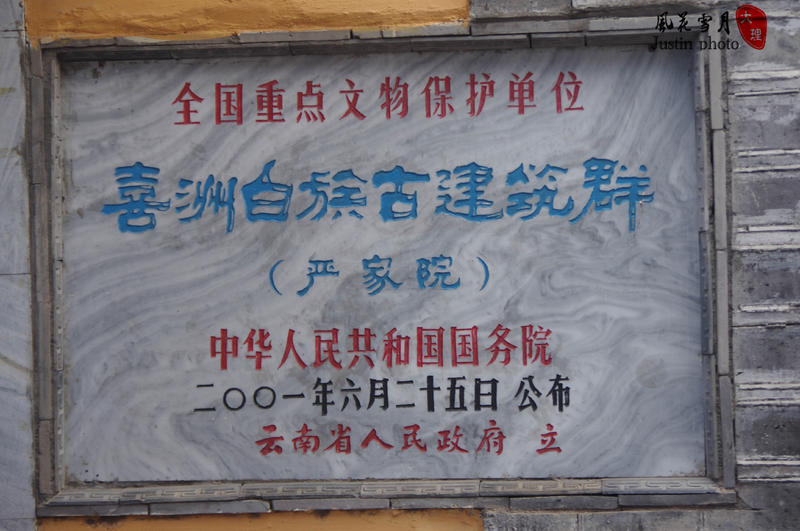 風花雪月
大理
Justin photo
全国重点文物保护单位
喜洲白族古建筑群
（严家院）
中华人民共和国国务院
二〇〇一年六月二十五日 公布
云南省人民政府 立